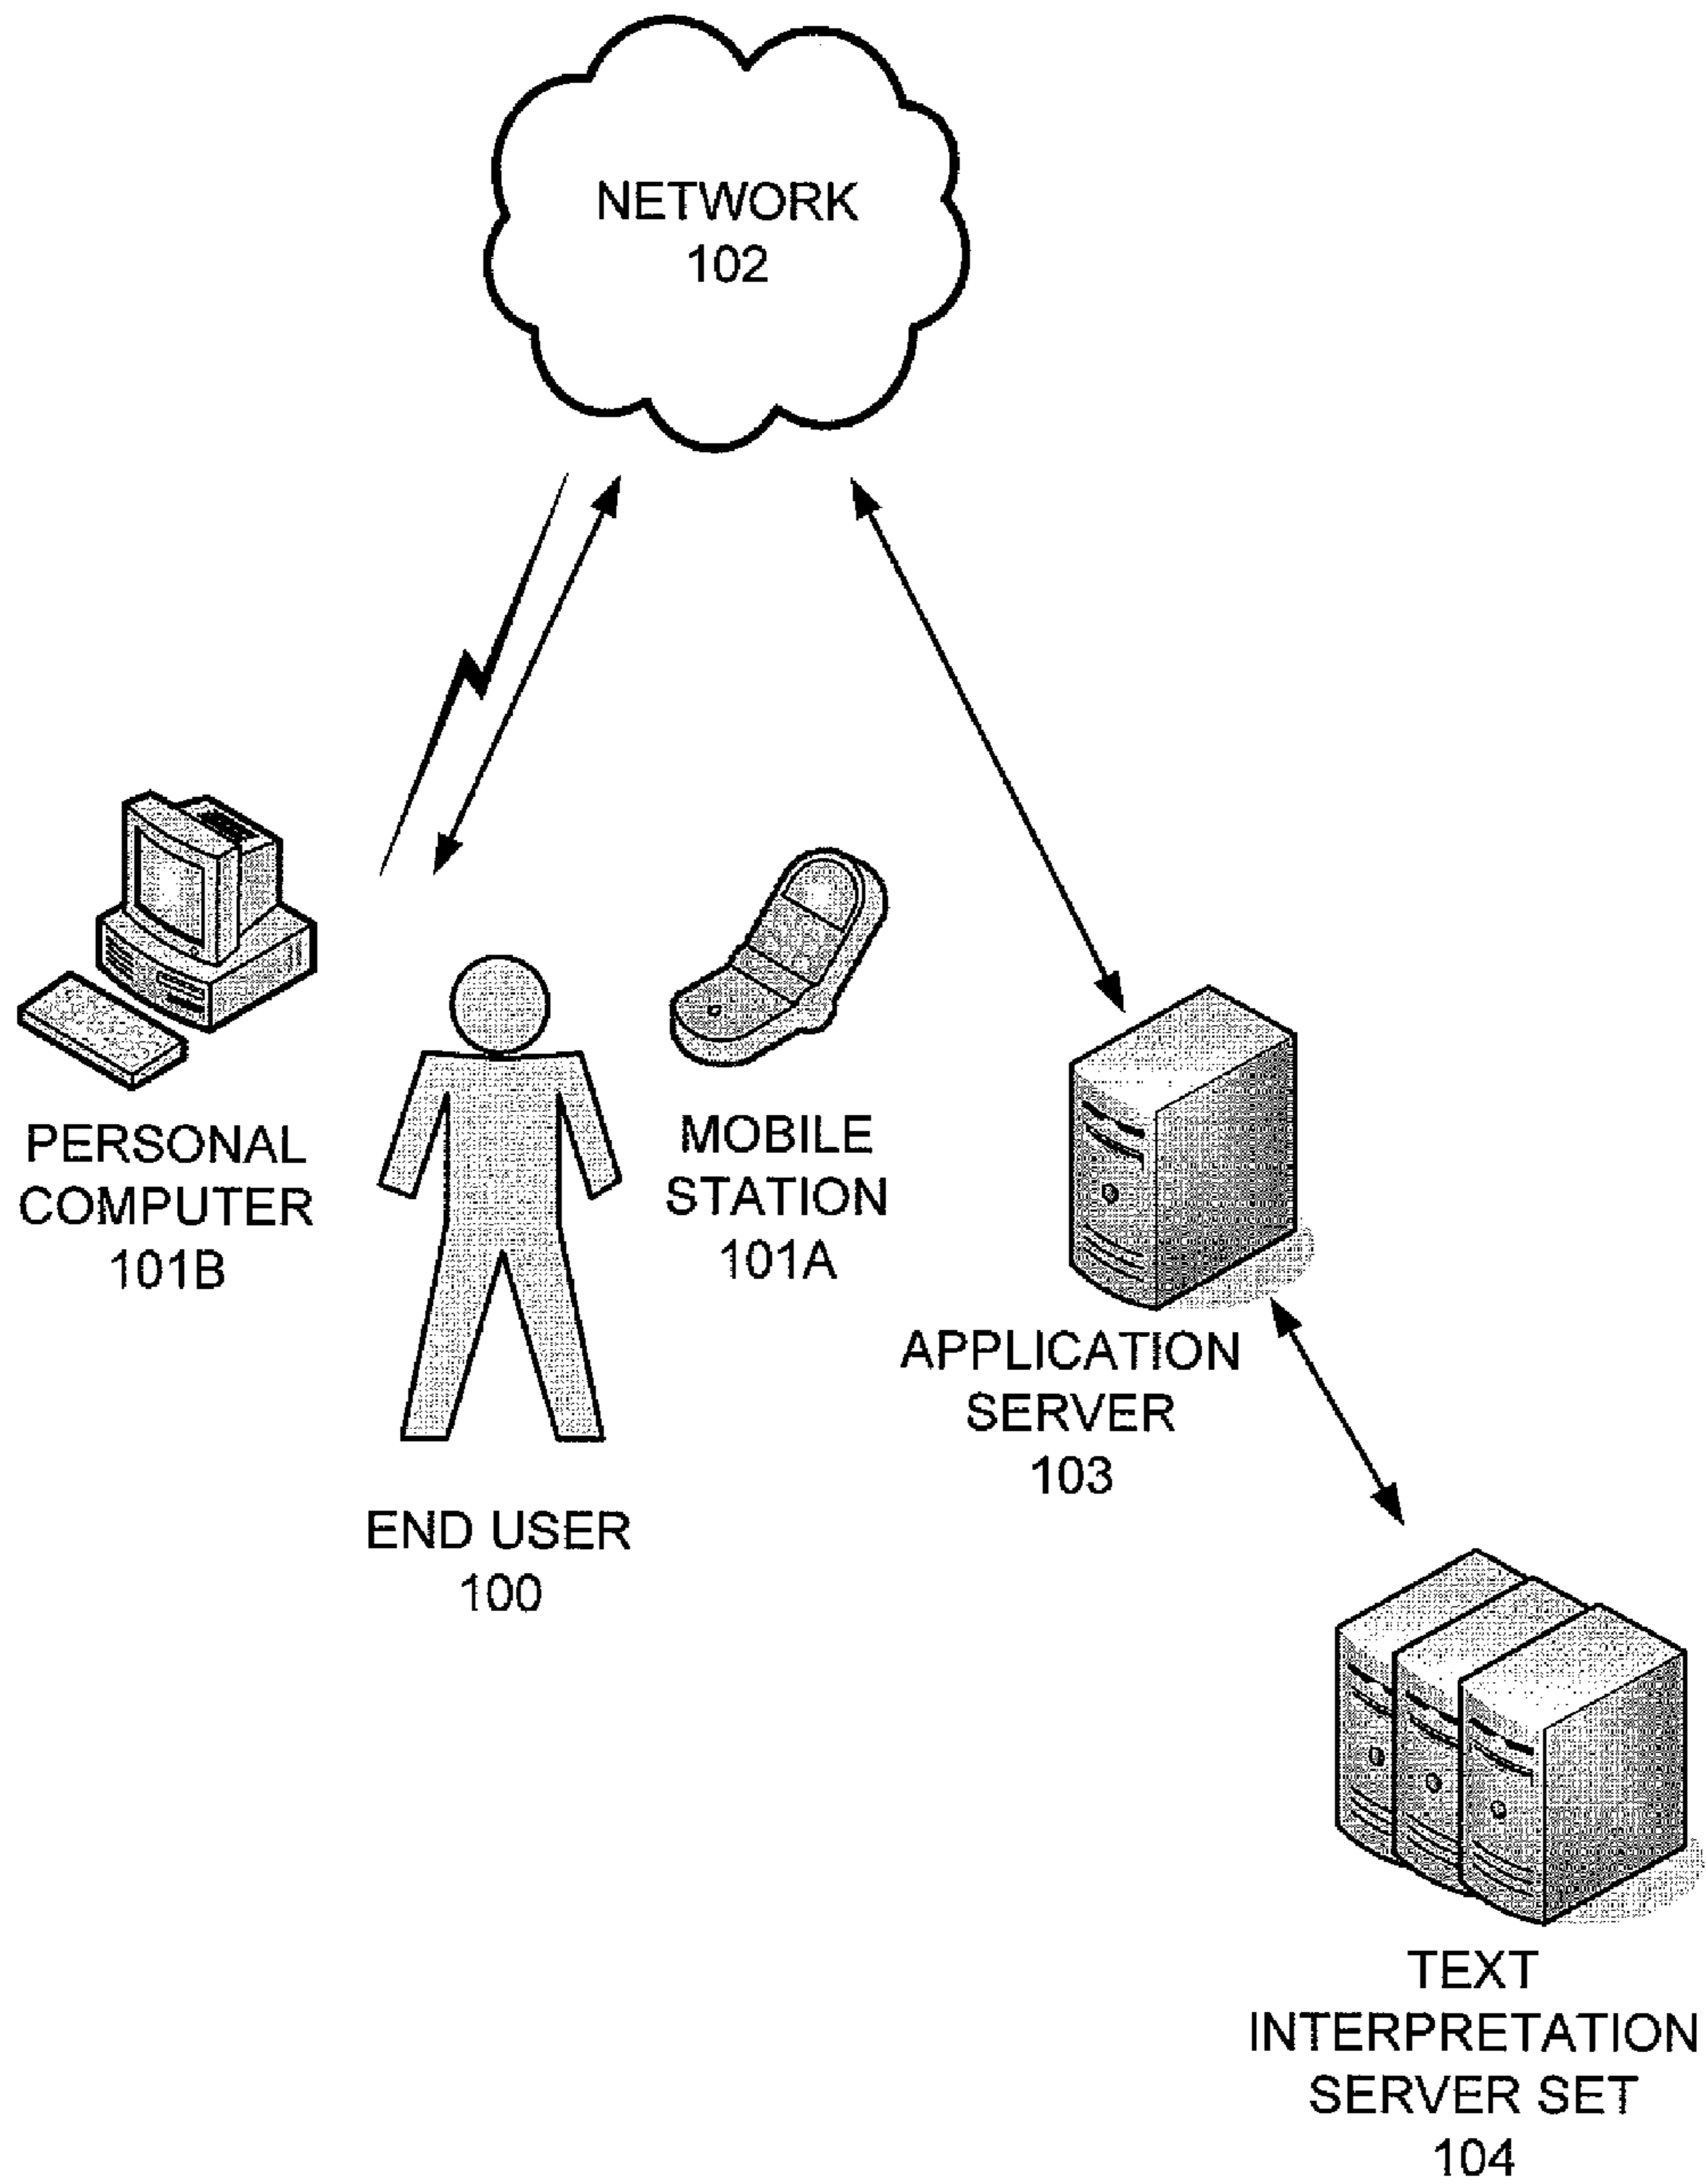 NETWORK
102
PERSONAL
COMPUTER
101B
MOBILE
STATION
101A
END USER
100
APPLICATION
SERVER
103
TEXT
INTERPRETATION
SERVER SET
104